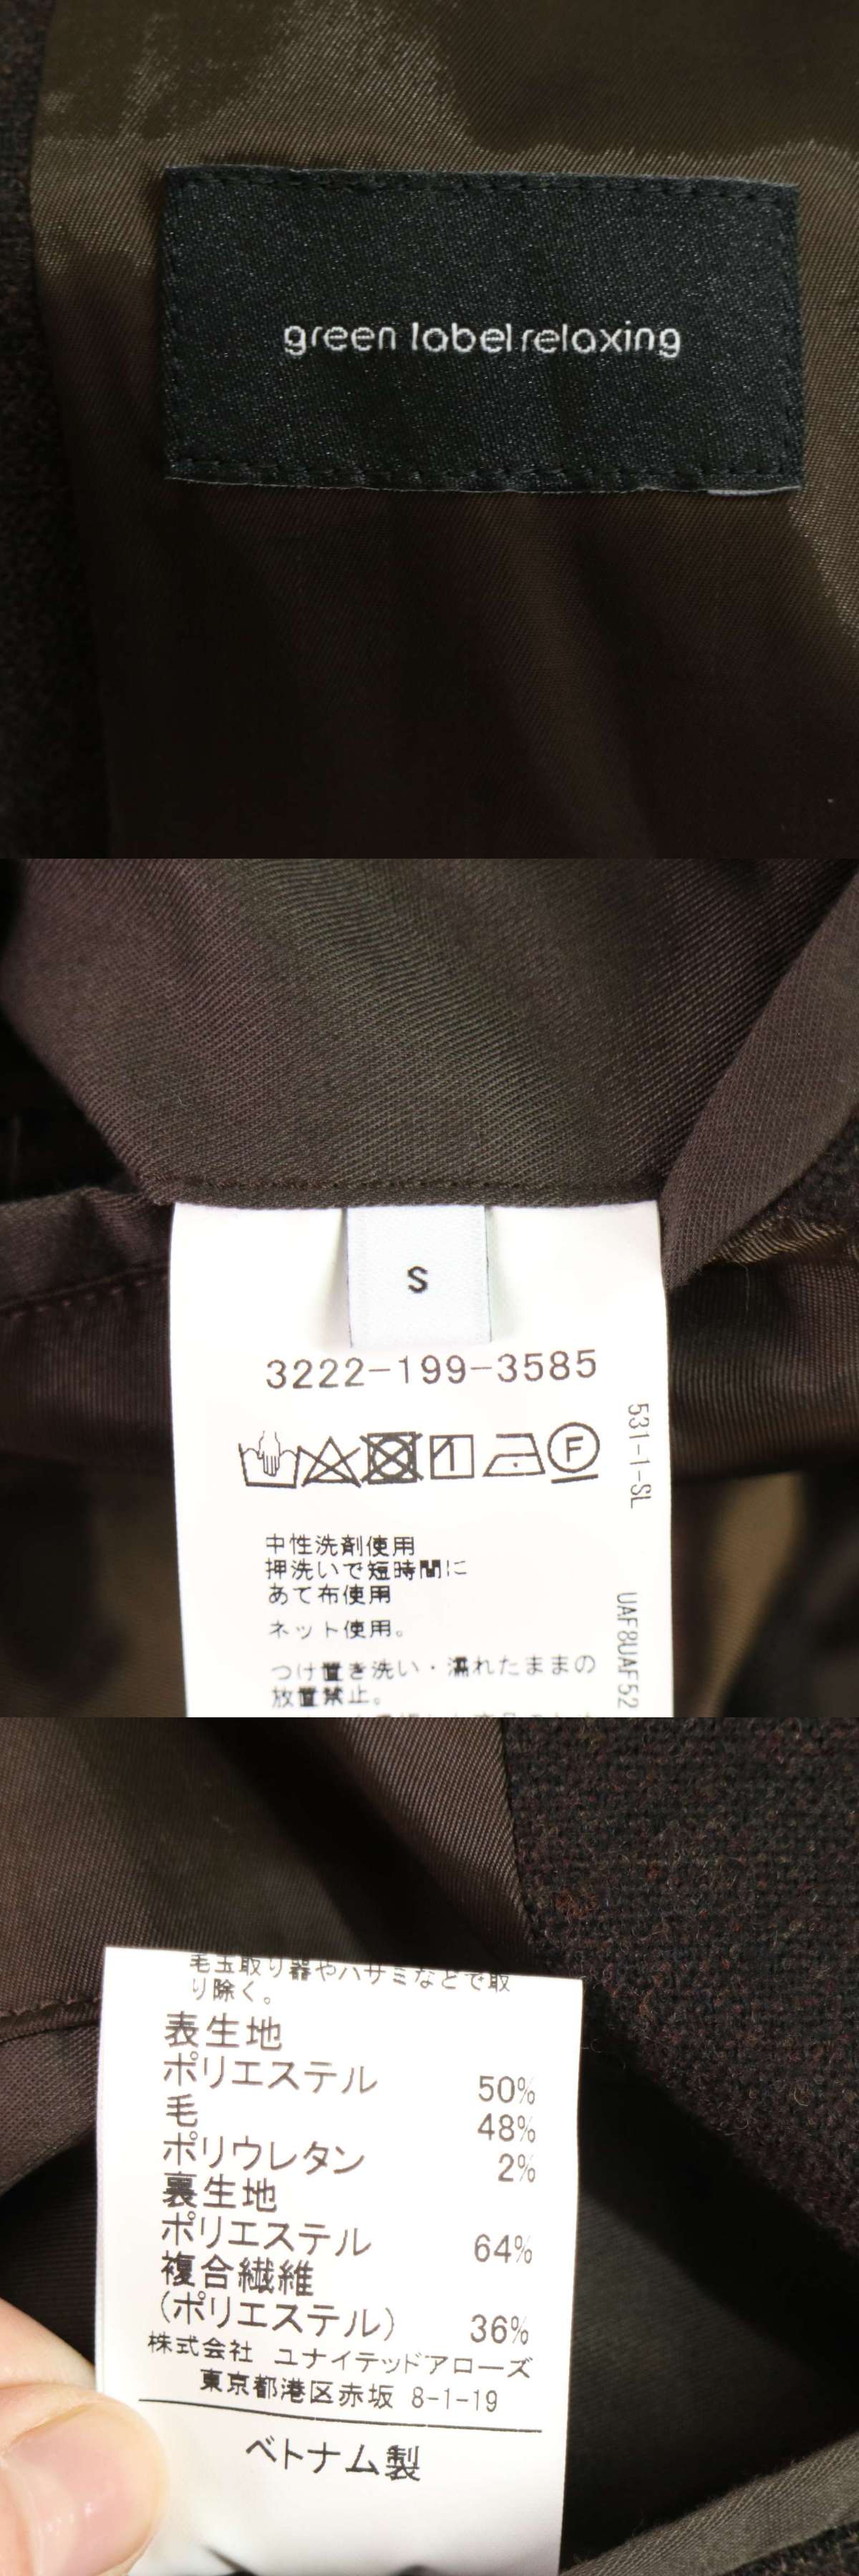 green label relaxing
S
3222-199-3585
531-1-SL
F
中性洗剤使用
押洗いで短時間に
あて布使用
ネット使用。
つけ置き洗い・濡れたままの
放置禁止。
UAF8UAF52
毛玉取り器やハサミなどで取
り除く。
表生地
ポリエステル 50%
毛 48%
ポリウレタン 2%
裏生地
ポリエステル 64%
複合繊維
(ポリエステル) 36%
株式会社 ユナイテッドアローズ
東京都港区赤坂 8-1-19
ベトナム製